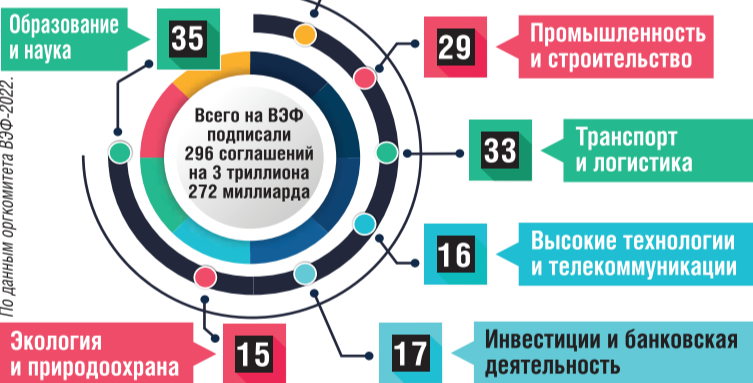 Образование
и наука
35
29
Промышленность
и строительство
Всего на ВЭФ
подписали
296 соглашений
на 3 триллиона
272 миллиарда
33
Транспорт
и логистика
16
Высокие технологии
и телекоммуникации
По данным оргкомитета ВЭФ-2022.
Экология
и природоохрана
15
17
Инвестиции и банковская
деятельность